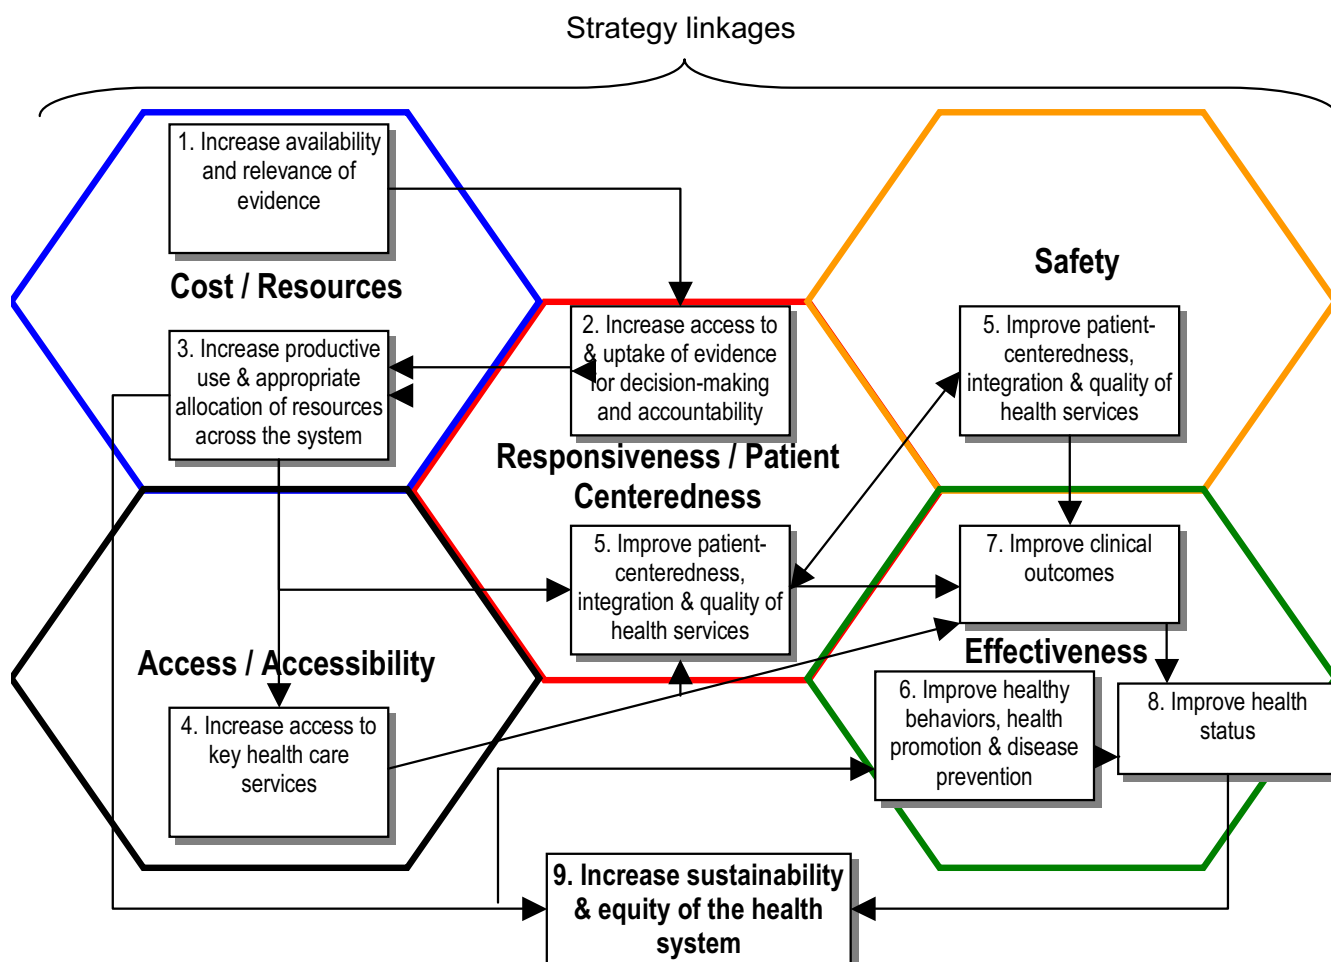 Strategy linkages
1. Increase availability
and relevance of
evidence
Cost / Resources
3. Increase productive
use & appropriate
allocation of resources
across the system
2. Increase access to
& uptake of evidence
for decision-making
and accountability
Responsiveness / Patient
Centeredness
5. Improve patient-
centeredness,
integration & quality of
health services
Safety
5. Improve patient-
centeredness,
integration & quality of
health services
7. Improve clinical
outcomes
Effectiveness
Access / Accessibility
4. Increase access to
key health care
services
6. Improve healthy
behaviors, health
promotion & disease
prevention
8. Improve health
status
9. Increase sustainability
& equity of the health
system